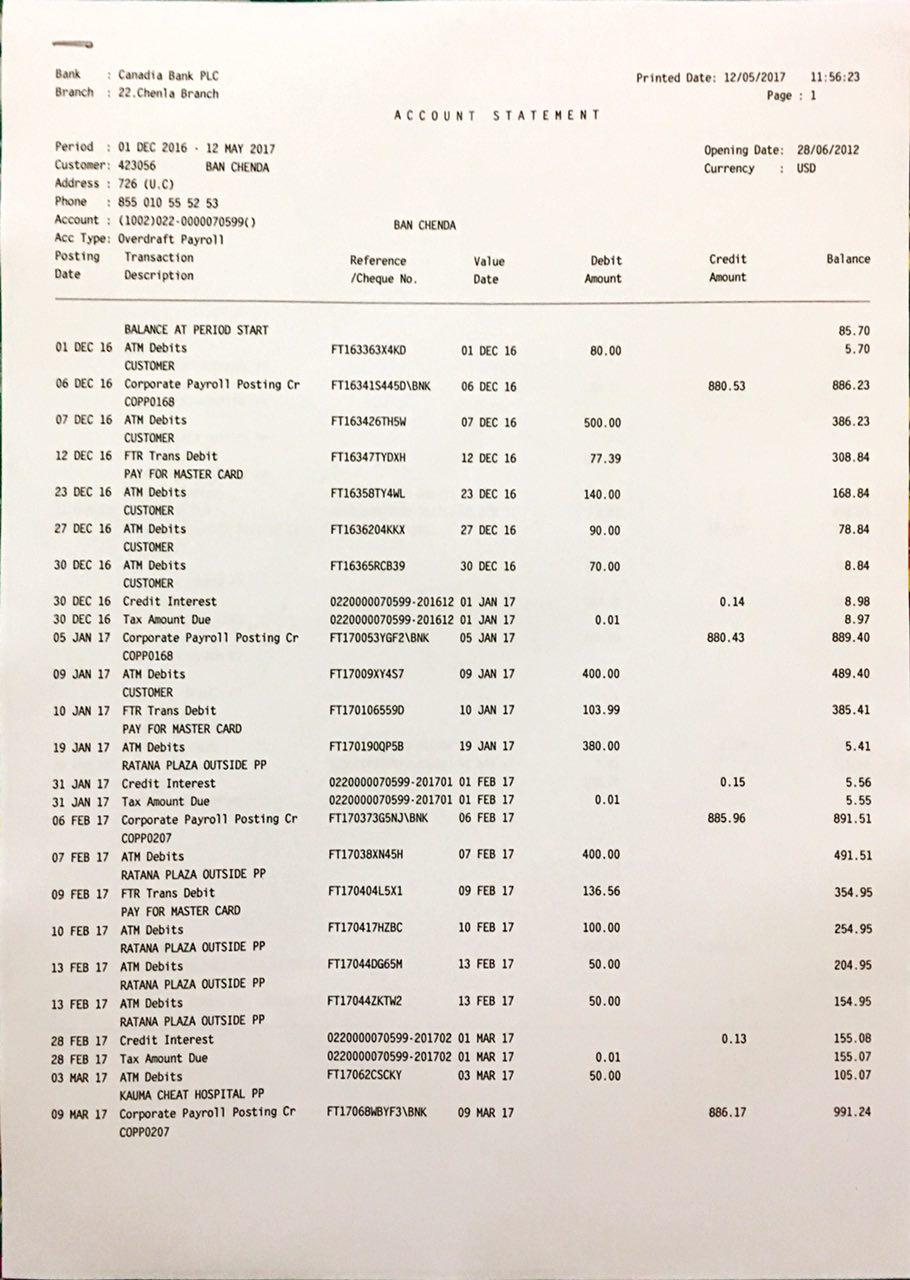 Bank : Canadia Bank PLC Printed Date: 12/05/2017 11:56:23
Branch : 22.Chenla Branch Page : 1
ACCOUNT STATEMENT
Period : 01 DEC 2016 - 12 MAY 2017 Opening Date: 28/06/2012
Customer: 423056 BAN CHENDA Currency : USD
Address : 726 (U.C)
Phone : 855 010 55 52 53
Account : (1002)022-0000070599() BAN CHENDA
Acc Type: Overdraft Payroll
Posting Transaction Reference Value Debit Credit Balance
Date Description /Cheque No. Date Amount Amount
BALANCE AT PERIOD START 85.70
01 DEC 16 ATM Debits FT163363X4KD 01 DEC 16 80.00 5.70
CUSTOMER
06 DEC 16 Corporate Payroll Posting Cr FT16341S445D\BNK 06 DEC 16 880.53 886.23
COPP0168
07 DEC 16 ATM Debits FT163426TH5W 07 DEC 16 500.00 386.23
CUSTOMER
12 DEC 16 FTR Trans Debit FT16347TYDXH 12 DEC 16 77.39 308.84
PAY FOR MASTER CARD
23 DEC 16 ATM Debits FT16358TY4WL 23 DEC 16 140.00 168.84
CUSTOMER
27 DEC 16 ATM Debits FT1636204KKX 27 DEC 16 90.00 78.84
CUSTOMER
30 DEC 16 ATM Debits FT16365RCB39 30 DEC 16 70.00 8.84
CUSTOMER
30 DEC 16 Credit Interest 0220000070599-201612 01 JAN 17 0.14 8.98
30 DEC 16 Tax Amount Due 0220000070599-201612 01 JAN 17 0.01 8.97
05 JAN 17 Corporate Payroll Posting Cr FT170053YGF2\BNK 05 JAN 17 880.43 889.40
COPP0168
09 JAN 17 ATM Debits FT17009XY4S7 09 JAN 17 400.00 489.40
CUSTOMER
10 JAN 17 FTR Trans Debit FT170106559D 10 JAN 17 103.99 385.41
PAY FOR MASTER CARD
19 JAN 17 ATM Debits FT170190QP5B 19 JAN 17 380.00 5.41
RATANA PLAZA OUTSIDE PP
31 JAN 17 Credit Interest 0220000070599-201701 01 FEB 17 0.15 5.56
31 JAN 17 Tax Amount Due 0220000070599-201701 01 FEB 17 0.01 5.55
06 FEB 17 Corporate Payroll Posting Cr FT170373G5NJ\BNK 06 FEB 17 885.96 891.51
COPP0207
07 FEB 17 ATM Debits FT17038XN45H 07 FEB 17 400.00 491.51
RATANA PLAZA OUTSIDE PP
09 FEB 17 FTR Trans Debit FT170404L5X1 09 FEB 17 136.56 354.95
PAY FOR MASTER CARD
10 FEB 17 ATM Debits FT170417HZBC 10 FEB 17 100.00 254.95
RATANA PLAZA OUTSIDE PP
13 FEB 17 ATM Debits FT17044DG65M 13 FEB 17 50.00 204.95
RATANA PLAZA OUTSIDE PP
13 FEB 17 ATM Debits FT17044ZKTW2 13 FEB 17 50.00 154.95
RATANA PLAZA OUTSIDE PP
28 FEB 17 Credit Interest 0220000070599-201702 01 MAR 17 0.13 155.08
28 FEB 17 Tax Amount Due 0220000070599-201702 01 MAR 17 0.01 155.07
03 MAR 17 ATM Debits FT17062CSCKY 03 MAR 17 50.00 105.07
KAUMA CHEAT HOSPITAL PP
09 MAR 17 Corporate Payroll Posting Cr FT17068WBYF3\BNK 09 MAR 17 886.17 991.24
COPP0207